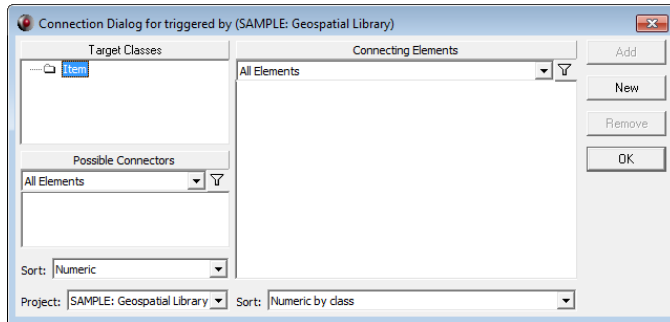 Connection Dialog for triggered by (SAMPLE: Geospatial Library)
Target Classes
Item
Possible Connectors
All Elements
Sort: Numeric
Project: SAMPLE: Geospatial Library
Connecting Elements
All Elements
Sort: Numeric by class
Add
New
Remove
OK